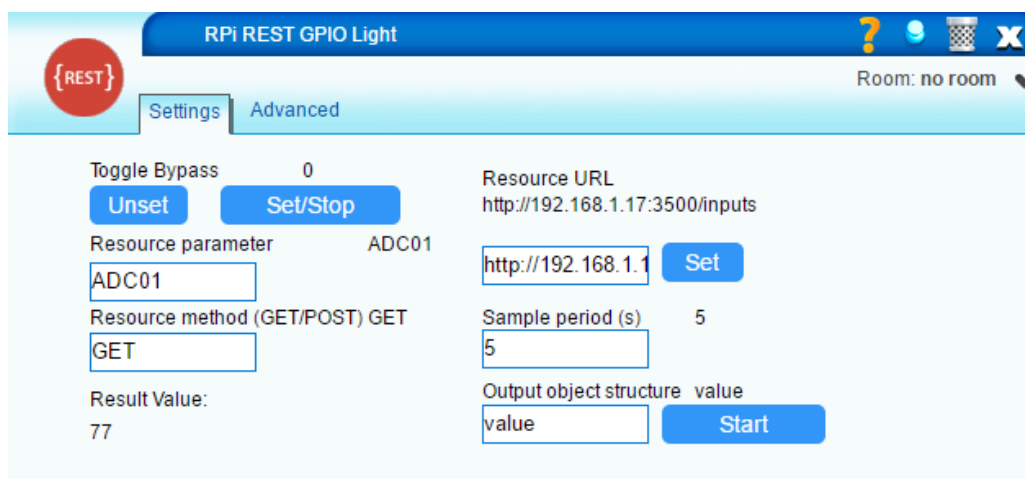 RPi REST GPIO Light
?
X
{REST}
Room: no room
Settings
Advanced
Toggle Bypass 0
Unset
Set/Stop
Resource parameter ADC01
ADC01
Resource method (GET/POST) GET
GET
Result Value:
77
Resource URL
http://192.168.1.17:3500/inputs
http://192.168.1.1
Set
Sample period (s) 5
5
Output object structure value
value
Start